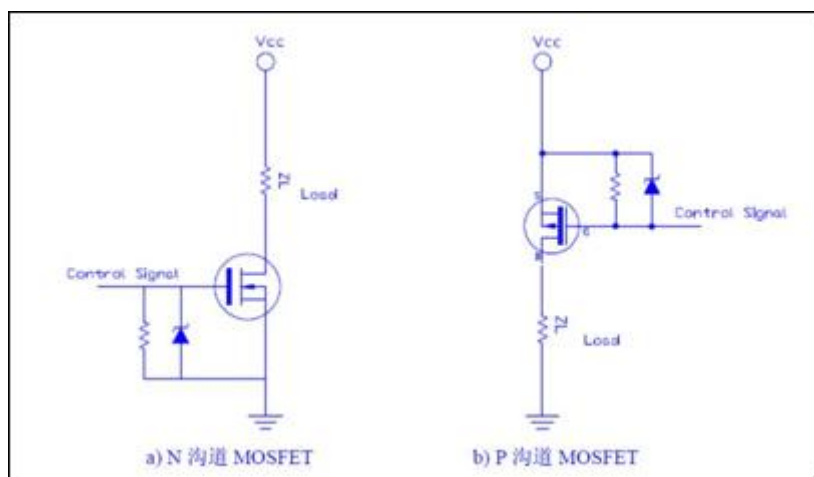 Vcc
ZL
Load
Control Signal
a) N 沟道 MOSFET
Vcc
Control Signal
G
ZL
Load
b) P 沟道 MOSFET